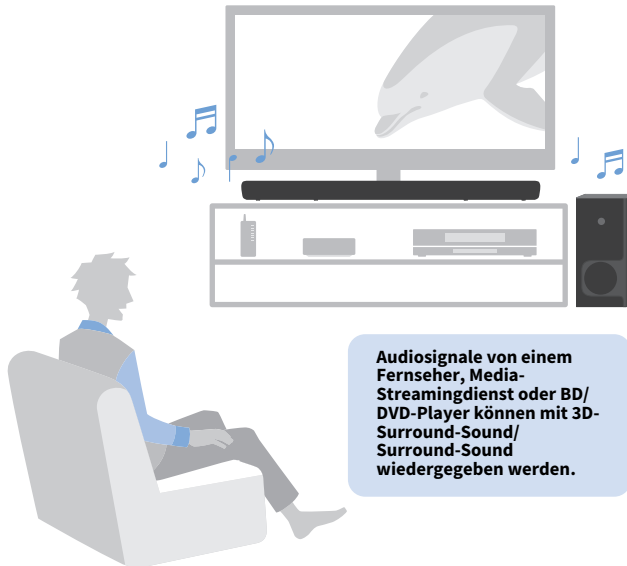 Audiosignale von einem
Fernseher, Media-
Streamingdienst oder BD/
DVD-Player können mit 3D-
Surround-Sound/
Surround-Sound
wiedergegeben werden.